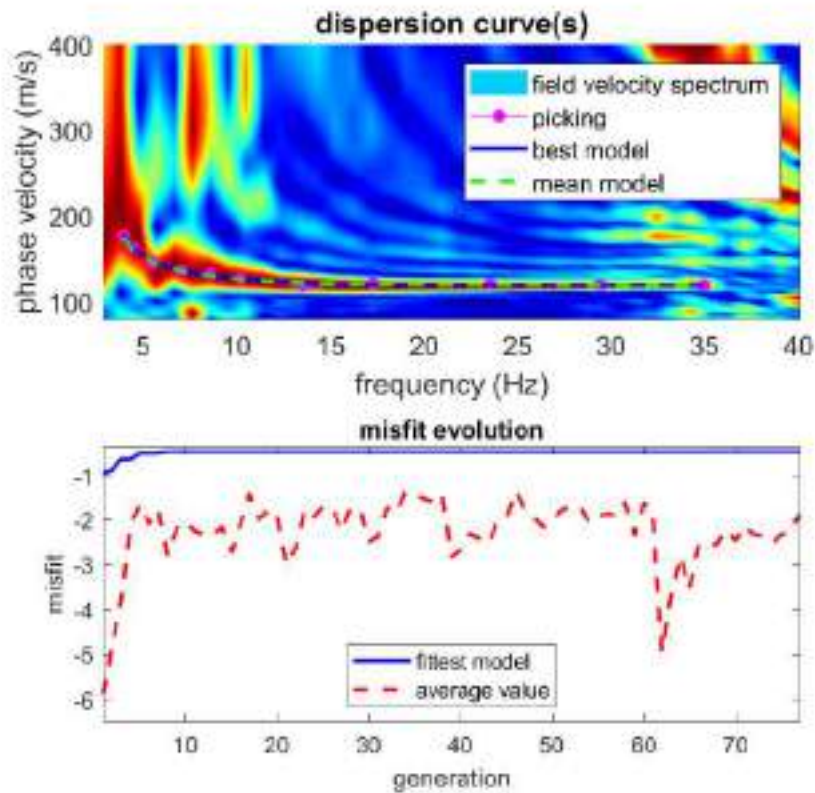 dispersion curve(s)
400
300
200
100
phase velocity (m/s)
field velocity spectrum
picking
best model
mean model
5 10 15 20 25 30 35 40
frequency (Hz)
misfit evolution
-1
-2
-3
-4
-5
-6
misfit
fittest model
average value
10 20 30 40 50 60 70
generation